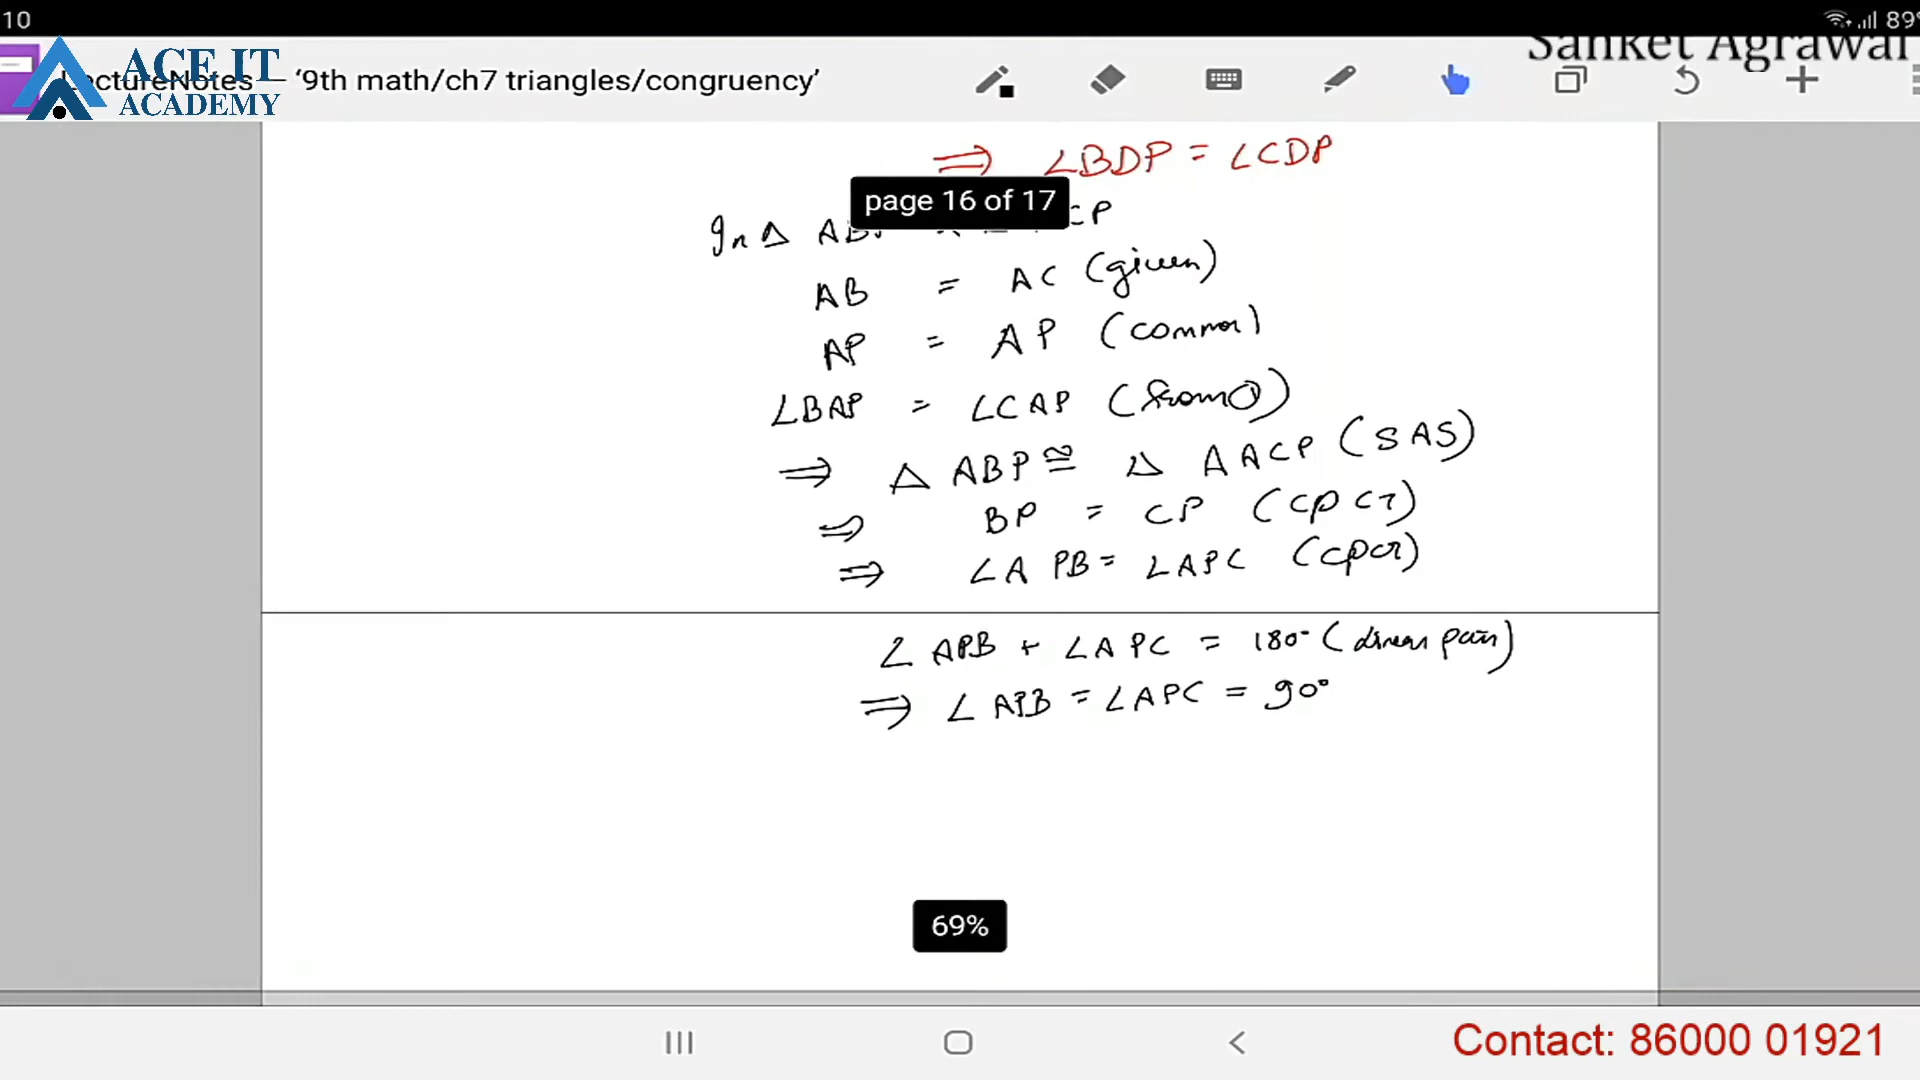 10
89%
Sanket Agrawal
ACE IT
ACADEMY
LectureNotes – ‘9th math/ch7 triangles/congruency’
⇒ ∠BDP = ∠CDP
page 16 of 17
In Δ AB CP
AB = AC (given)
AP = AP (common)
∠BAP = ∠CAP (from ①)
⇒ Δ ABP ≅ Δ AACP (SAS)
⇒ BP = CP (CPCT)
⇒ ∠APB = ∠APC (CPCT)
∠APB + ∠APC = 180° (linear pair)
⇒ ∠APB = ∠APC = 90°
69%
Contact: 86000 01921